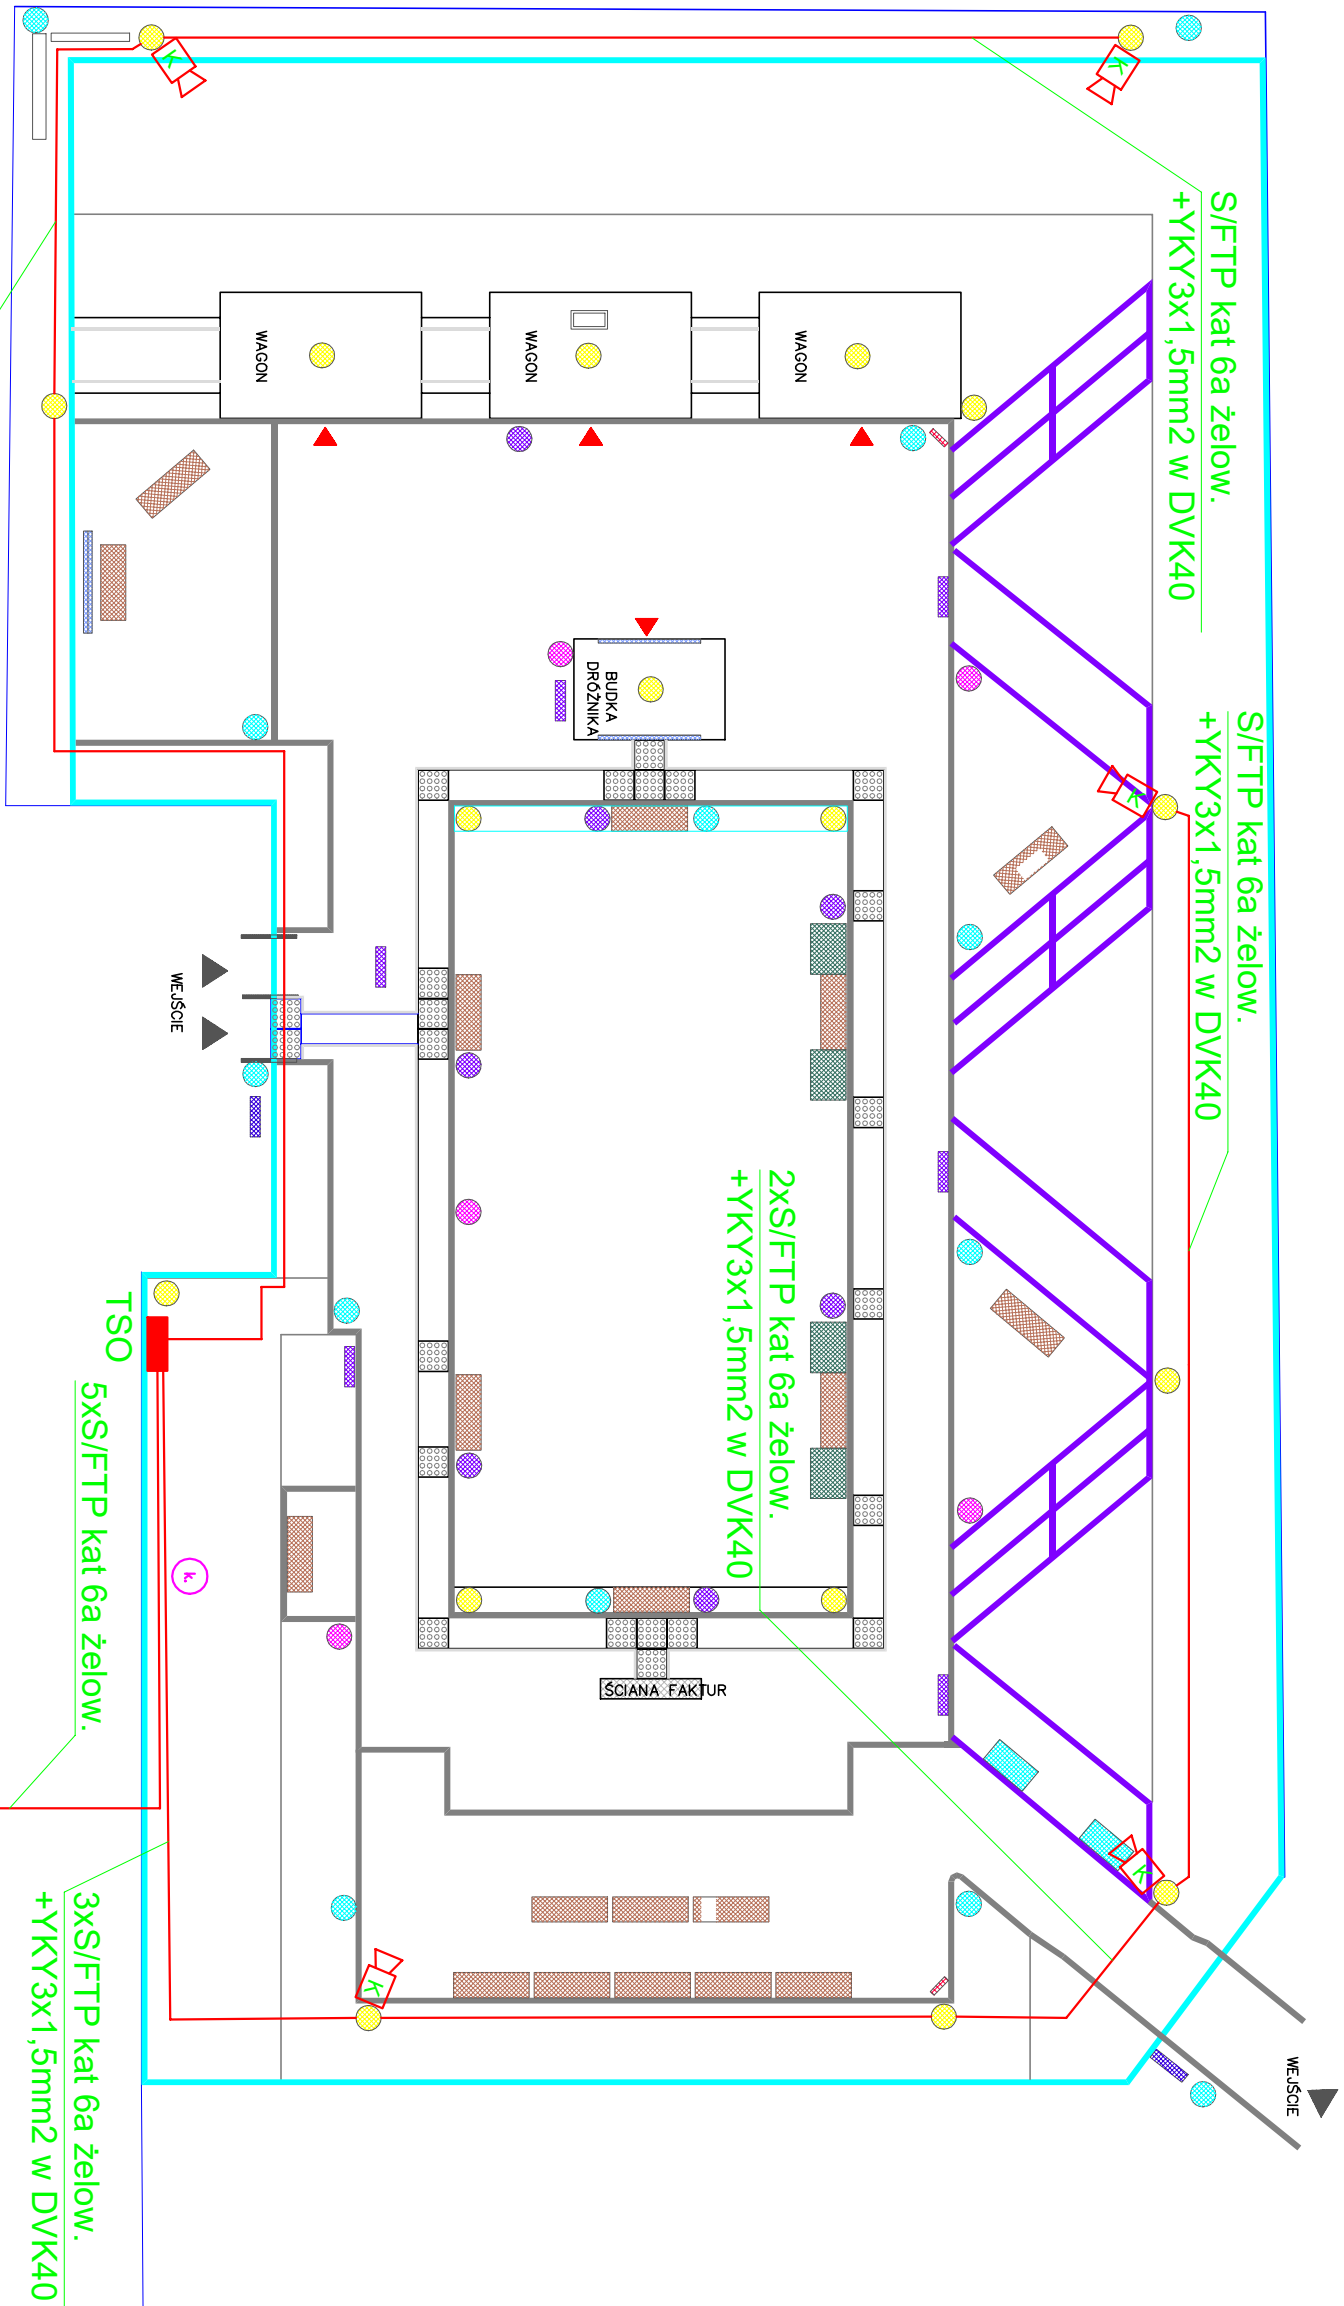 S/FTP kat 6a żelow.
+YKY3x1,5mm2 w DVK40
S/FTP kat 6a żelow.
+YKY3x1,5mm2 w DVK40
2xS/FTP kat 6a żelow.
+YKY3x1,5mm2 w DVK40
WAGON
WAGON
WAGON
BUDKA
DRÓŻNIKA
WEJŚCIE
ŚCIANA FAKTUR
TSO
5xS/FTP kat 6a żelow.
3xS/FTP kat 6a żelow.
+YKY3x1,5mm2 w DVK40
WEJŚCIE
K
K
K
K
K
k.